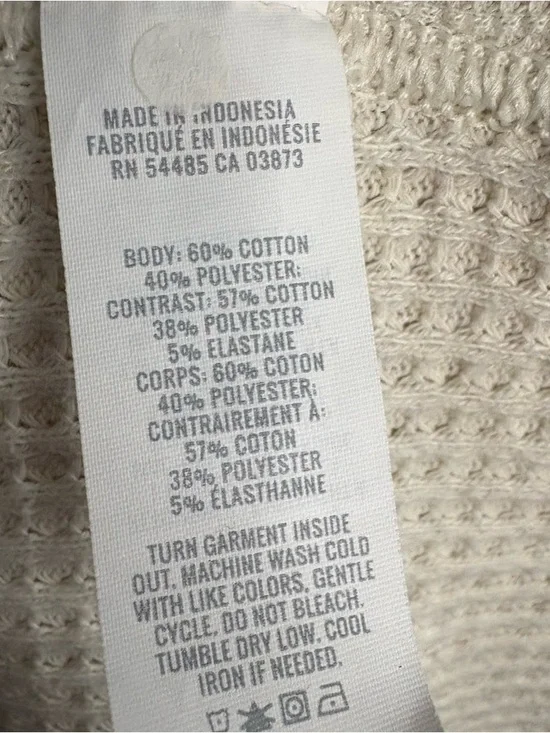 MADE IN INDONESIA
FABRIQUÉ EN INDONÉSIE
RN 54485 CA 03873
BODY: 60% COTTON
40% POLYESTER;
CONTRAST: 57% COTTON
38% POLYESTER
5% ELASTANE
CORPS: 60% COTON
40% POLYESTER;
CONTRAIREMENT À:
57% COTON
38% POLYESTER
5% ÉLASTHANNE
TURN GARMENT INSIDE
OUT. MACHINE WASH COLD
WITH LIKE COLORS, GENTLE
CYCLE. DO NOT BLEACH.
TUMBLE DRY LOW. COOL
IRON IF NEEDED.